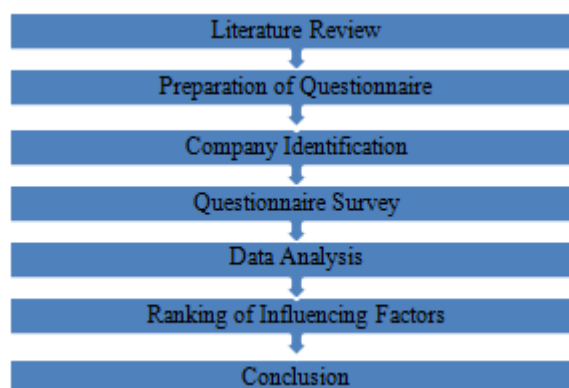 Literature Review
Preparation of Questionnaire
Company Identification
Questionnaire Survey
Data Analysis
Ranking of Influencing Factors
Conclusion